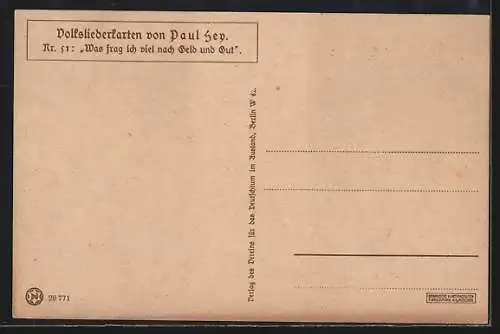 Volksliederkarten von Paul Hey.
Nr. 51: „Was frag ich viel nach Geld und Gut".
Verlag des Vereins für das Deutschtum im Ausland, Berlin W 62.
N
20 771